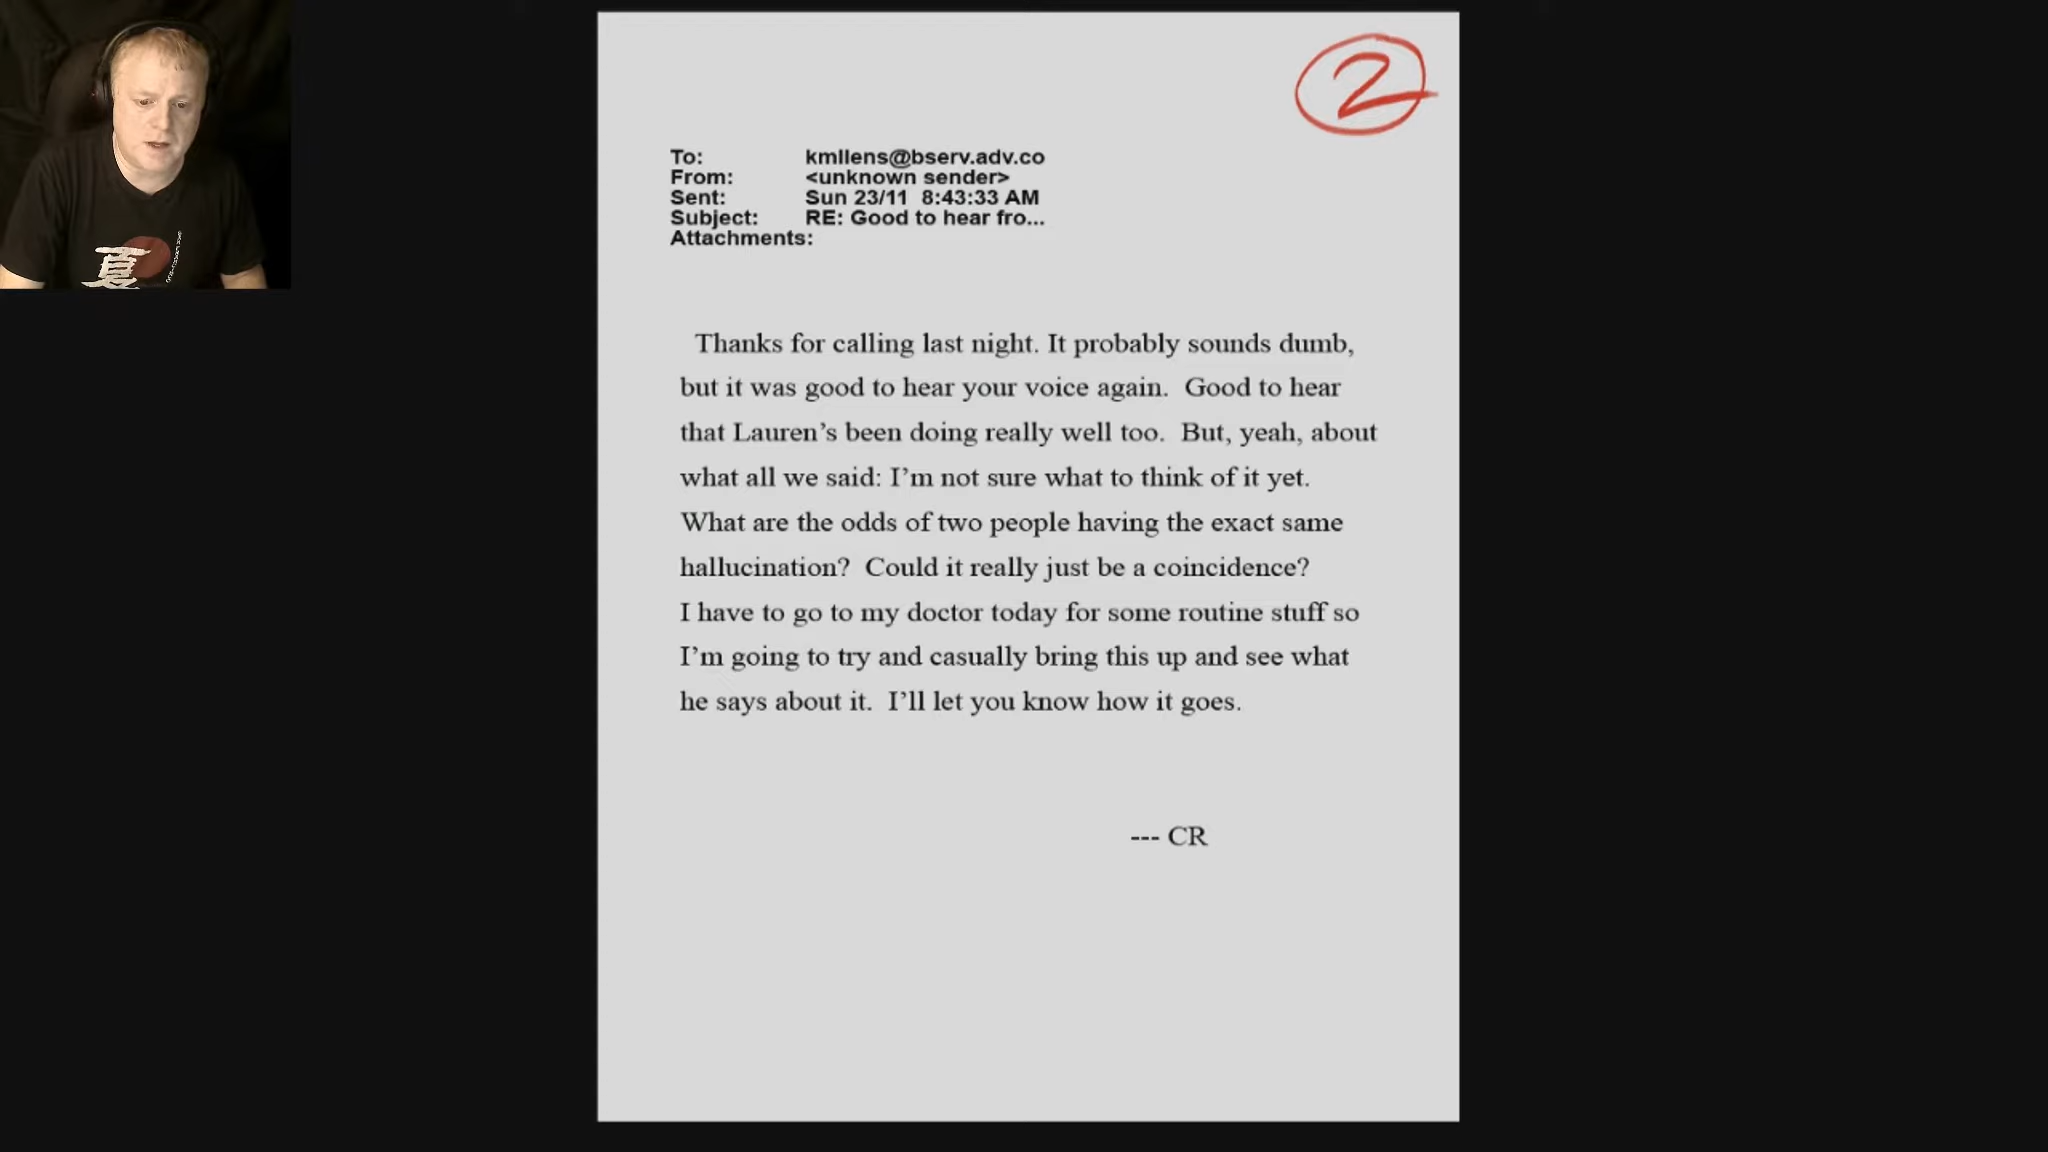 夏
2
To: kmllens@bserv.adv.co
From: <unknown sender>
Sent: Sun 23/11 8:43:33 AM
Subject: RE: Good to hear fro...
Attachments:
Thanks for calling last night. It probably sounds dumb,
but it was good to hear your voice again. Good to hear
that Lauren’s been doing really well too. But, yeah, about
what all we said: I’m not sure what to think of it yet.
What are the odds of two people having the exact same
hallucination? Could it really just be a coincidence?
I have to go to my doctor today for some routine stuff so
I’m going to try and casually bring this up and see what
he says about it. I’ll let you know how it goes.
--- CR